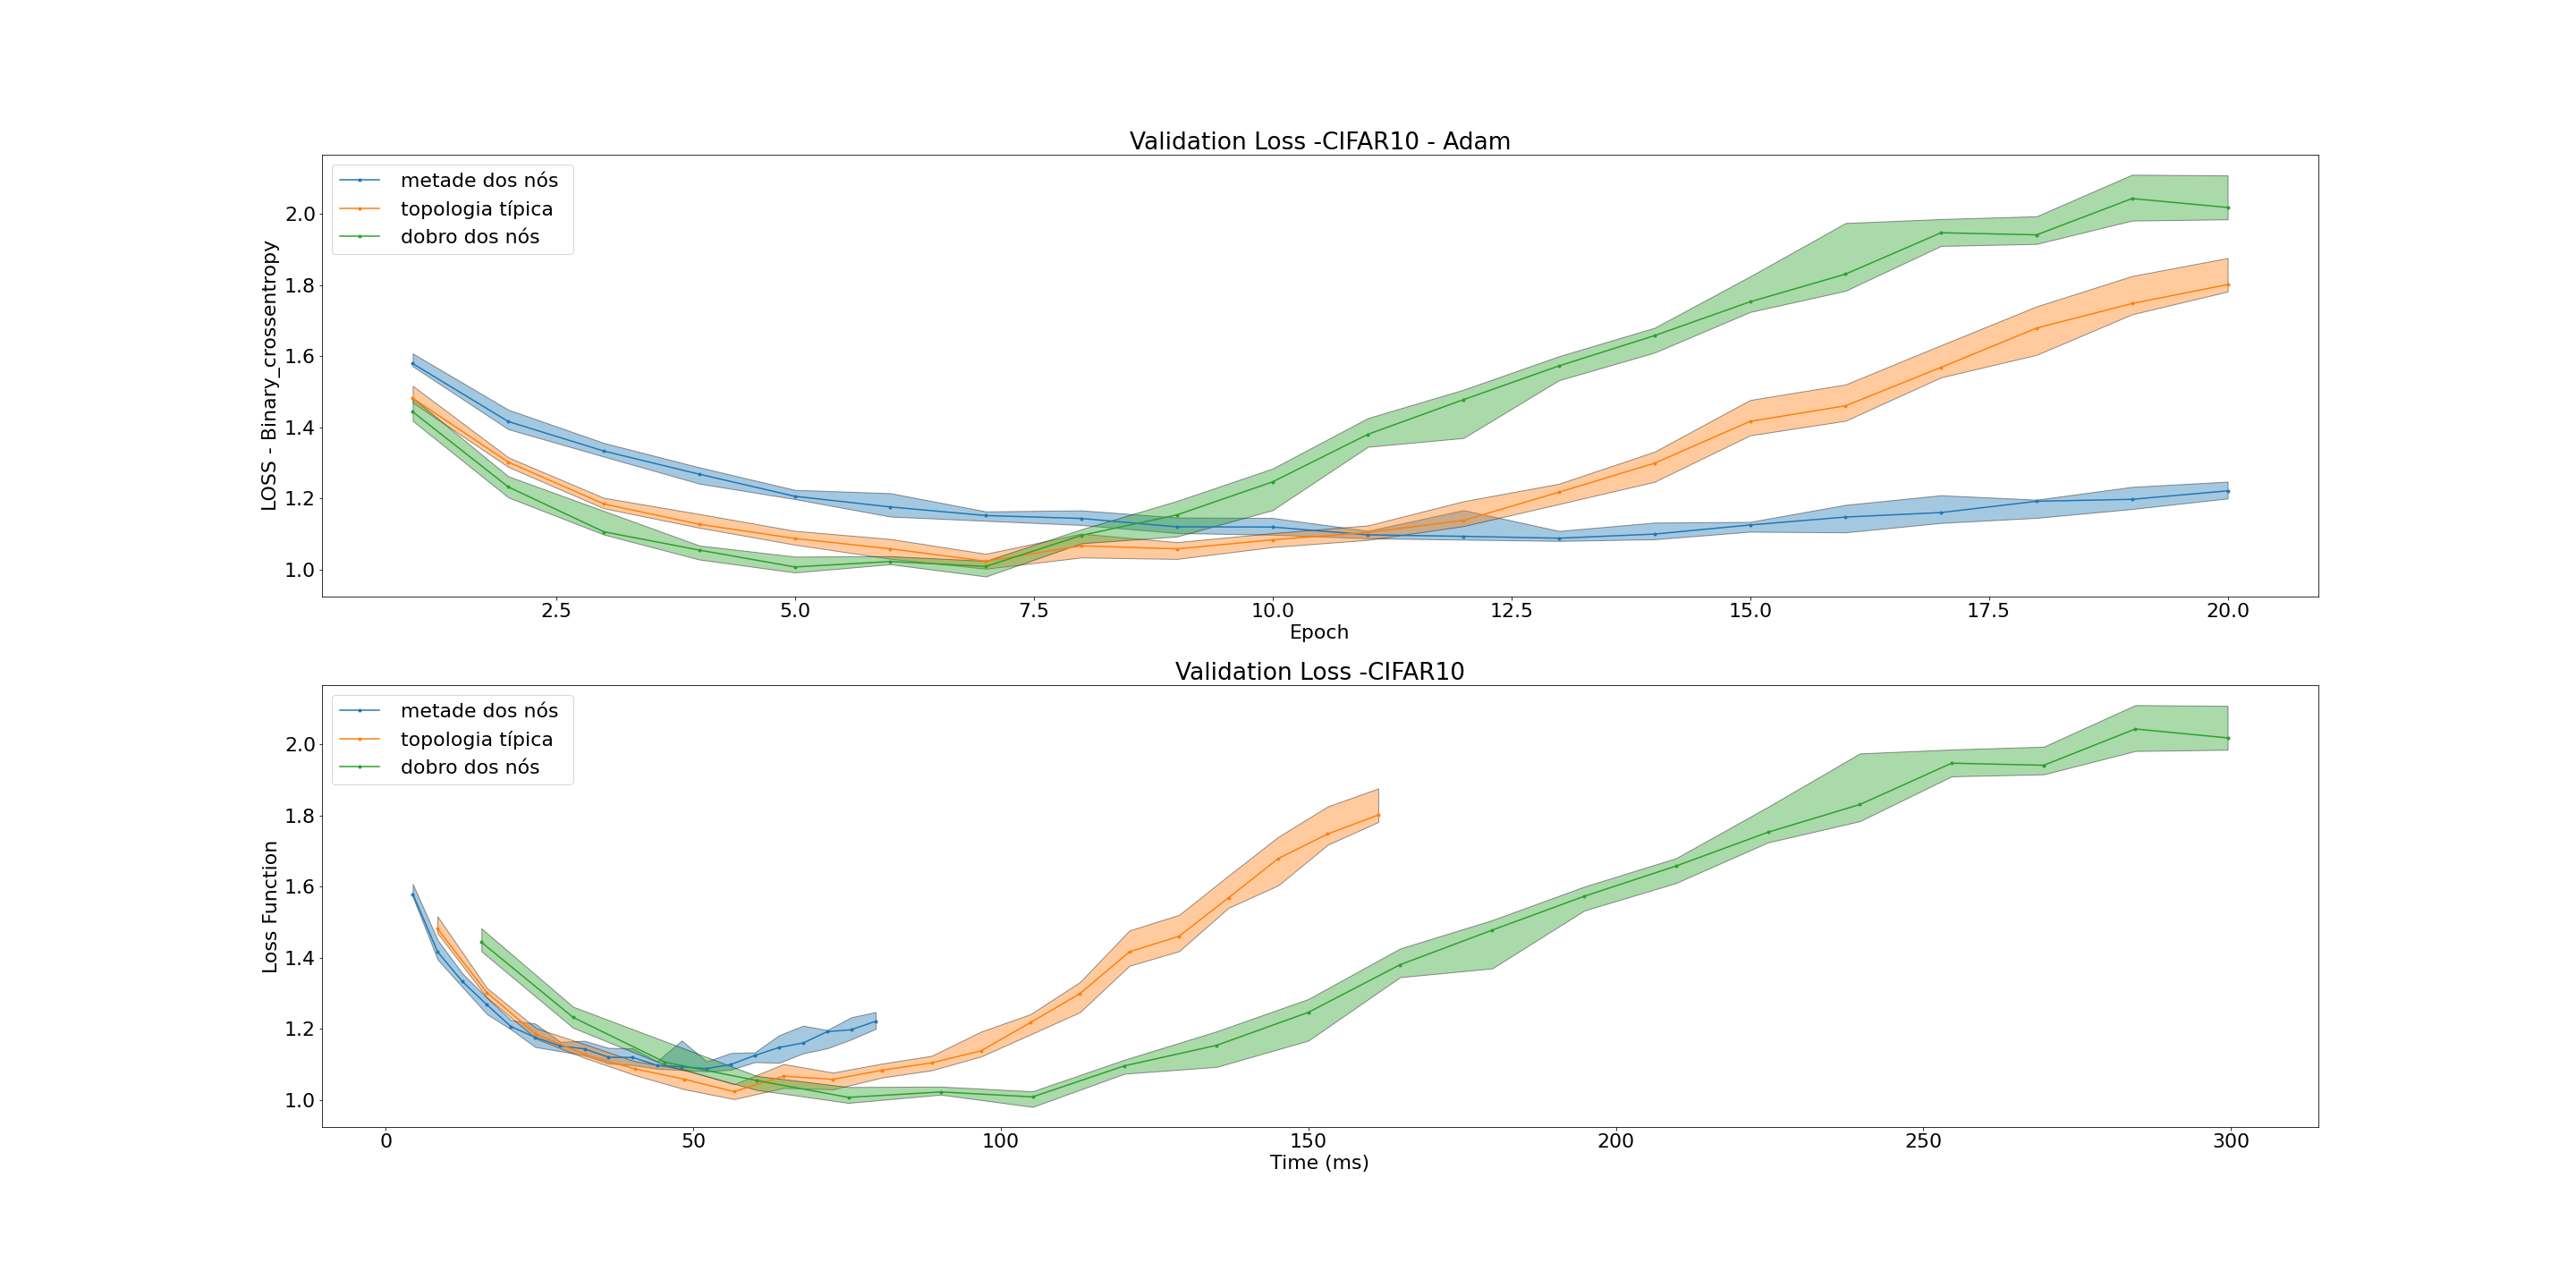 Validation Loss -CIFAR10 - Adam
metade dos nós
topologia típica
dobro dos nós
LOSS - Binary_crossentropy
2.0
1.8
1.6
1.4
1.2
1.0
2.5 5.0 7.5 10.0 12.5 15.0 17.5 20.0
Epoch
Validation Loss -CIFAR10
metade dos nós
topologia típica
dobro dos nós
Loss Function
2.0
1.8
1.6
1.4
1.2
1.0
0 50 100 150 200 250 300
Time (ms)